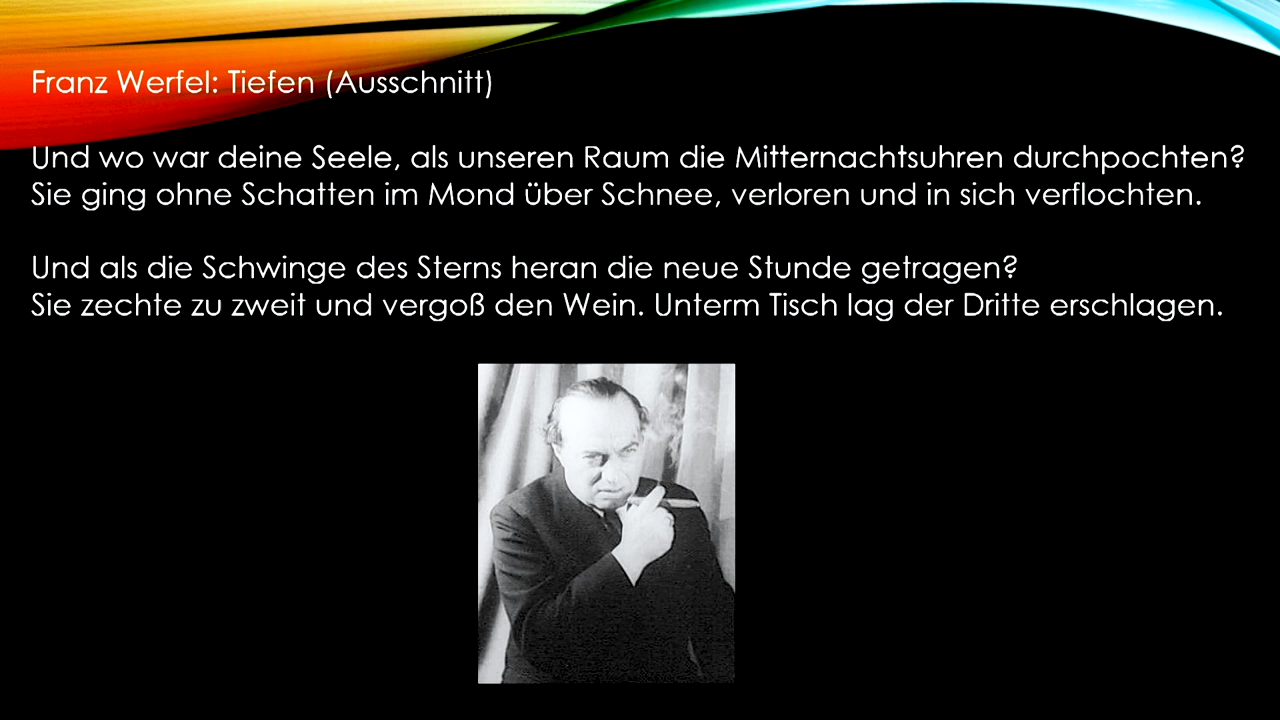 Franz Werfel: Tiefen (Ausschnitt)
Und wo war deine Seele, als unseren Raum die Mitternachtsuhren durchpochten?
Sie ging ohne Schatten im Mond über Schnee, verloren und in sich verflochten.
Und als die Schwinge des Sterns heran die neue Stunde getragen?
Sie zechte zu zweit und vergoß den Wein. Unterm Tisch lag der Dritte erschlagen.